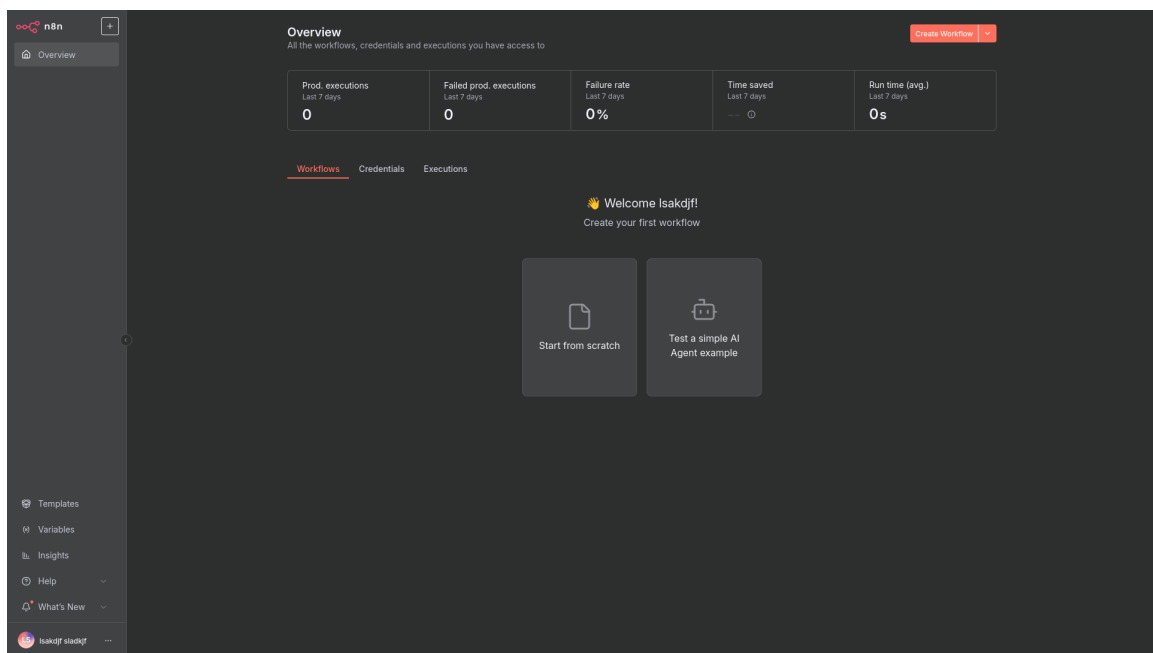 n8n
+
Overview
Templates
Variables
Insights
Help
What's New
LS
lsakdjf sladkjf
...
Overview
All the workflows, credentials and executions you have access to
Create Workflow
Prod. executions
Last 7 days
0
Failed prod. executions
Last 7 days
0
Failure rate
Last 7 days
0%
Time saved
Last 7 days
--
Run time (avg.)
Last 7 days
0s
Workflows Credentials Executions
👋 Welcome lsakdjf!
Create your first workflow
Start from scratch
Test a simple AI
Agent example